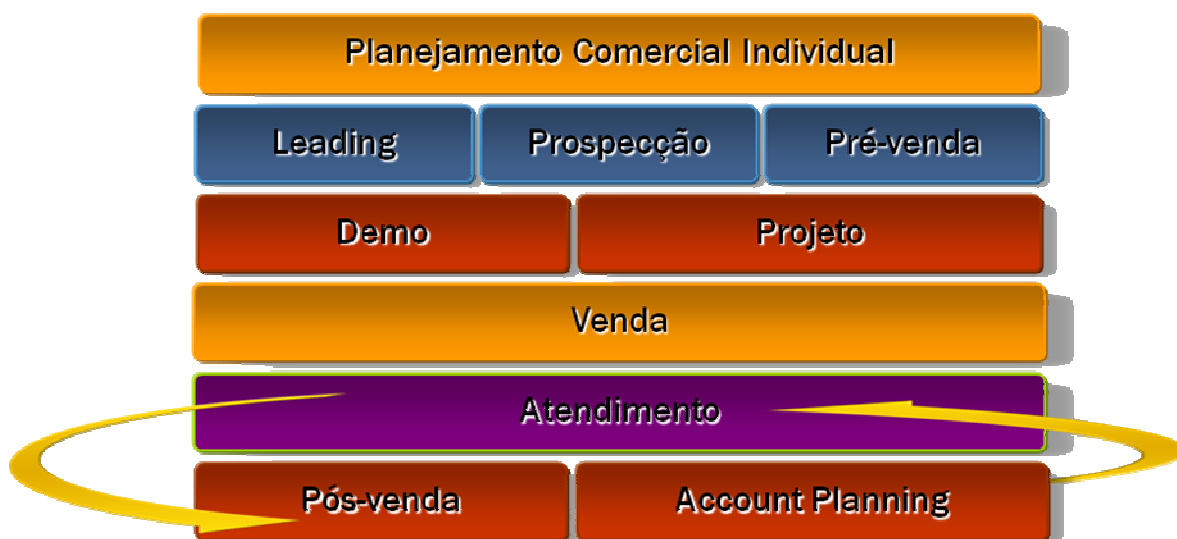 Planejamento Comercial Individual
Leading Prospecção Pré-venda
Demo Projeto
Venda
Atendimento
Pós-venda Account Planning